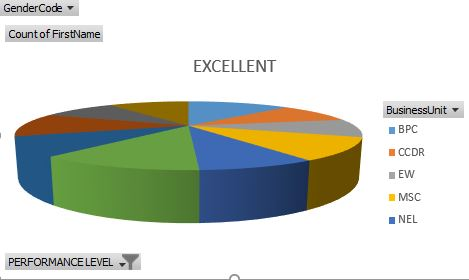 GenderCode
Count of FirstName
EXCELLENT
BusinessUnit
BPC
CCDR
EW
MSC
NEL
PERFORMANCE LEVEL